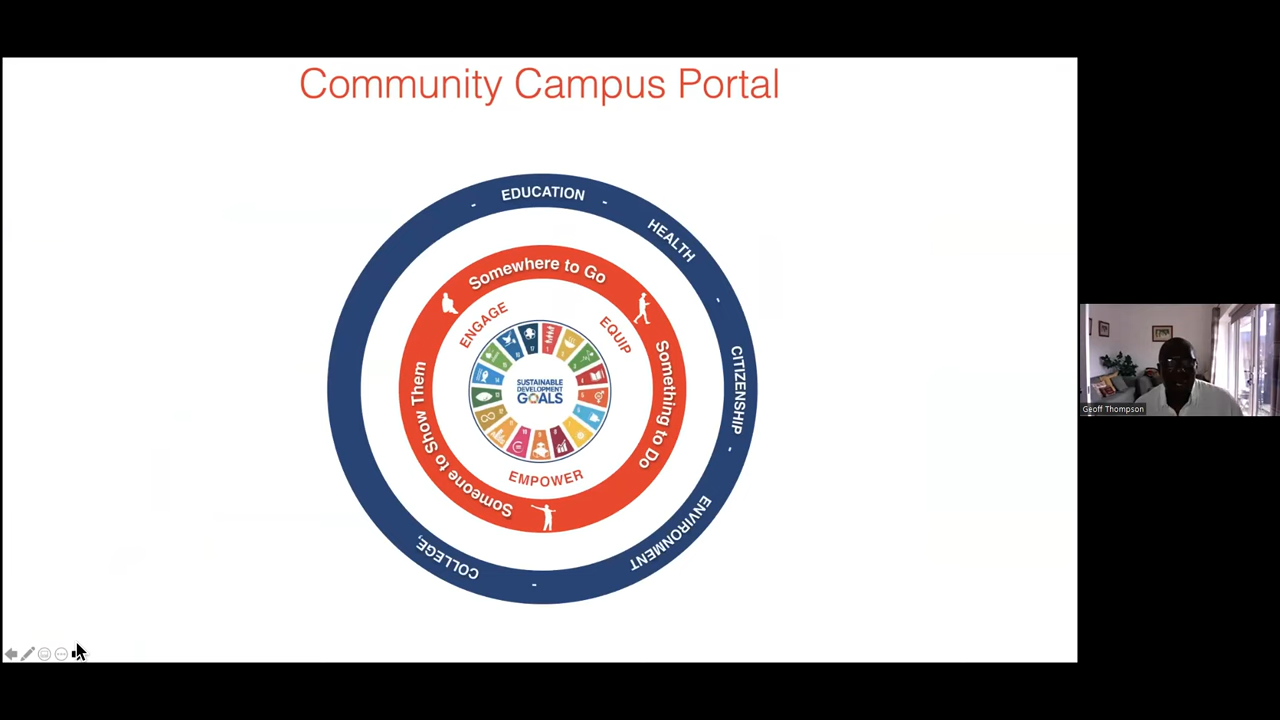 Community Campus Portal
- EDUCATION -
HEALTH
-
CITIZENSHIP
-
ENVIRONMENT
-
COLLEGE,
Somewhere to Go
Something to Do
Someone to Show Them
ENGAGE
EQUIP
EMPOWER
SUSTAINABLE
DEVELOPMENT
GOALS
Geoff Thompson